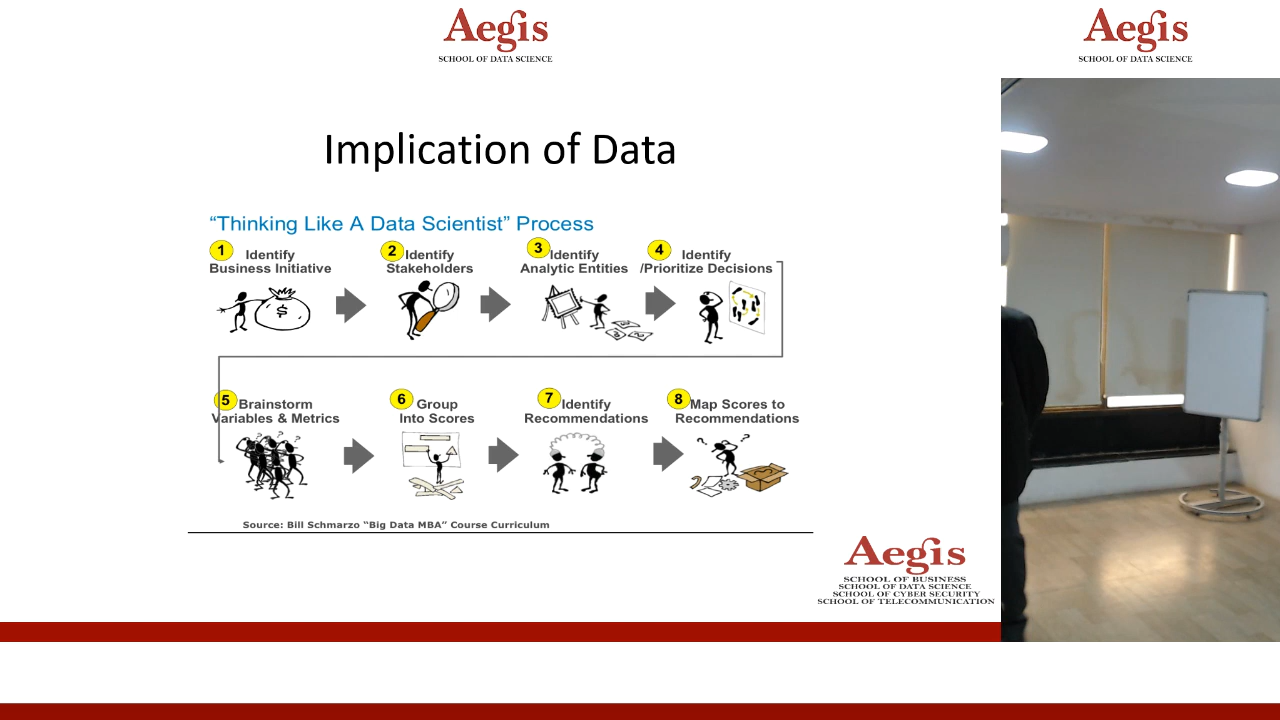 Aegis
SCHOOL OF DATA SCIENCE
Aegis
SCHOOL OF DATA SCIENCE
Implication of Data
“Thinking Like A Data Scientist” Process
1 Identify
Business Initiative
2 Identify
Stakeholders
3 Identify
Analytic Entities
4 Identify
/Prioritize Decisions
$
5 Brainstorm
Variables & Metrics
6 Group
Into Scores
7 Identify
Recommendations
8 Map Scores to
Recommendations
? ? ?
? ?
Source: Bill Schmarzo “Big Data MBA” Course Curriculum
Aegis
SCHOOL OF BUSINESS
SCHOOL OF DATA SCIENCE
SCHOOL OF CYBER SECURITY
SCHOOL OF TELECOMMUNICATION